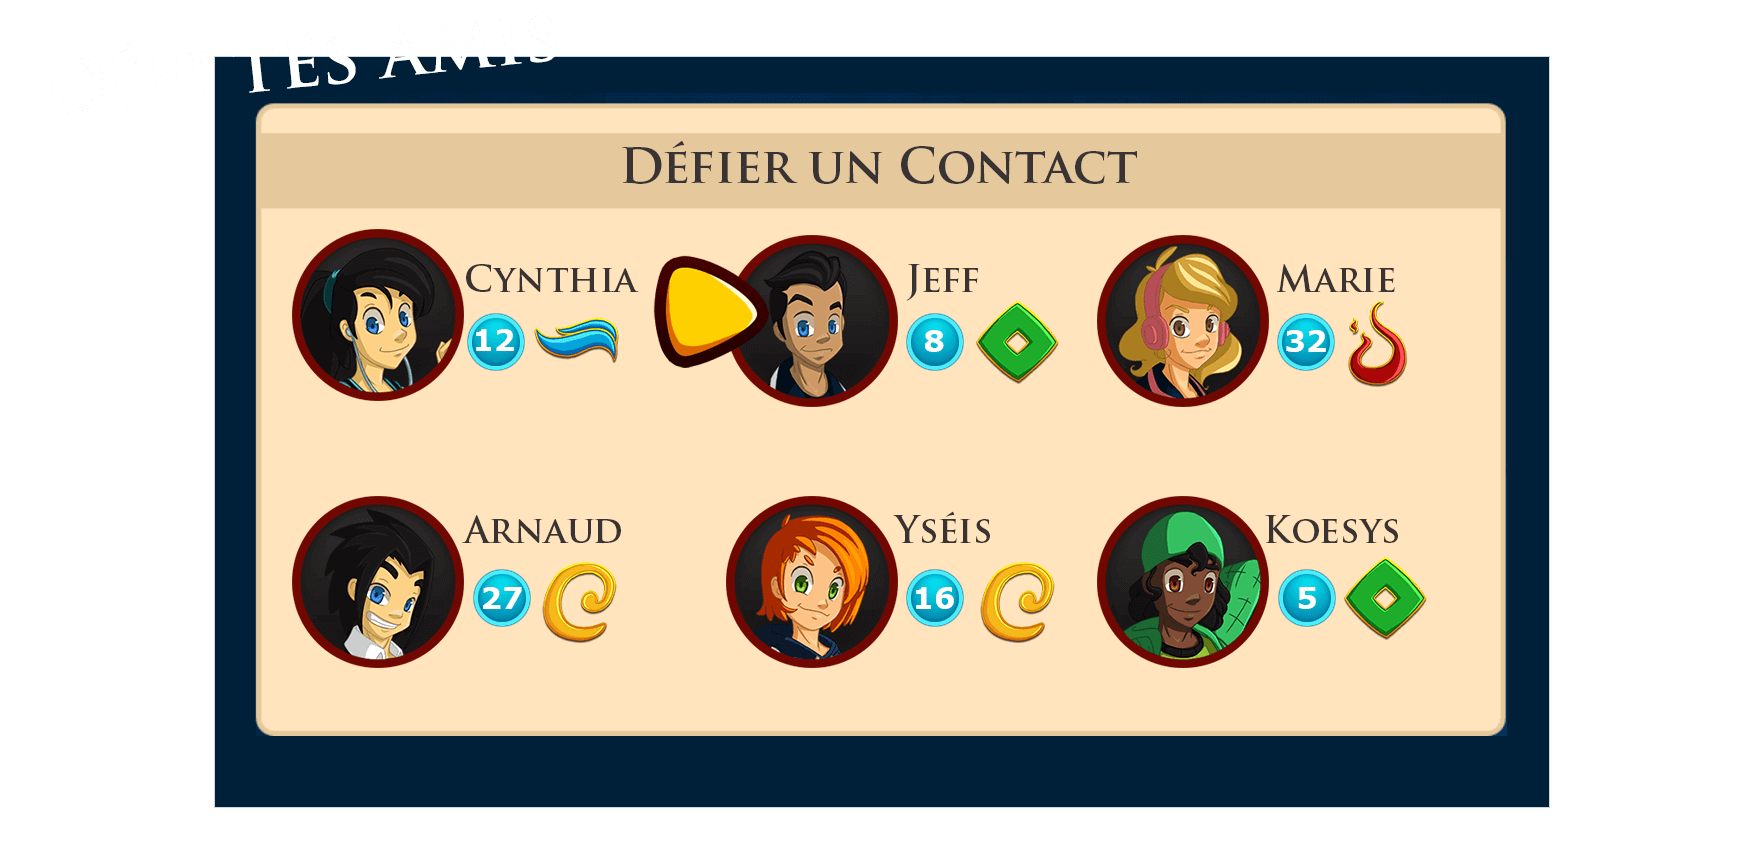 TES AMIS
DÉFIER UN CONTACT
CYNTHIA
12
JEFF
8
MARIE
32
ARNAUD
27
YSÉIS
16
KOESYS
5